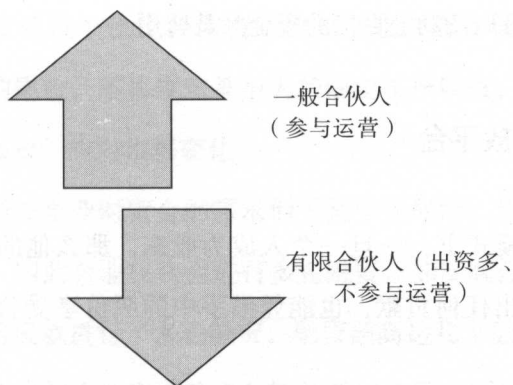 一般合伙人
（参与运营）
有限合伙人（出资多、
不参与运营）